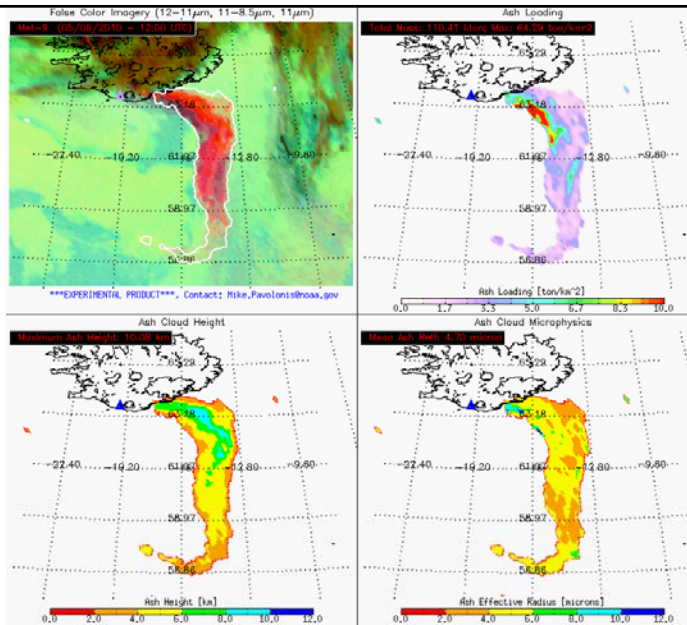 False Color Imagery (12-11µm, 11-8.5µm, 11µm)
Met-9 (05/06/2010 - 12:00 UTC)
63.18
-22.40
-19.20
61.07
-12.80
-9.60
58.97
56.86
***EXPERIMENTAL PRODUCT***, Contact: Mike.Pavolonis@noaa.gov
Ash Loading
Total Mass: 110.41 kton; Max: 64.29 ton/km^2
65.29
63.18
-22.40
-19.20
61.07
-12.80
-9.60
58.97
56.86
Ash Loading [ton/km^2]
0.0 1.7 3.3 5.0 6.7 8.3 10.0
Ash Cloud Height
Maximum Ash Height: 10.08 km
65.29
63.18
-22.40
-19.20
61.07
-12.80
-9.60
58.97
56.86
Ash Height [km]
0.0 2.0 4.0 6.0 8.0 10.0 12.0
Ash Cloud Microphysics
Mean Ash Reff: 4.70 micron
65.29
63.18
-22.40
-19.20
61.07
-12.80
-9.60
58.97
56.86
Ash Effective Radius [microns]
0.0 2.0 4.0 6.0 8.0 10.0 12.0